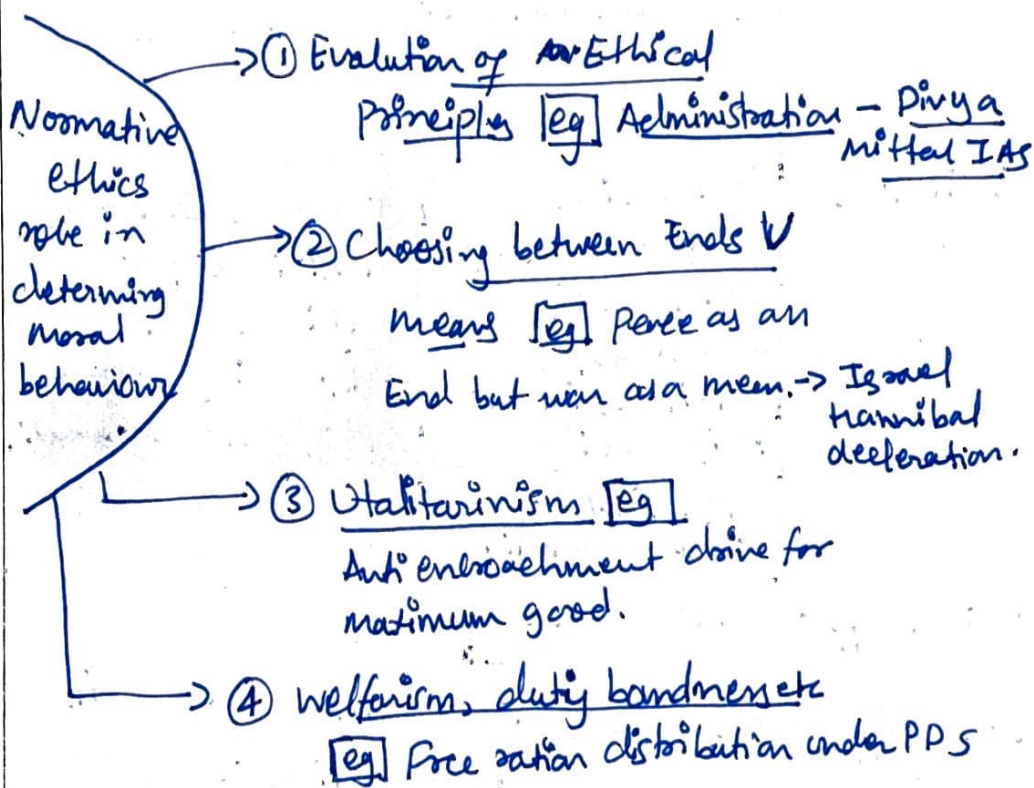 Normative
ethics
role in
determing
moral
behaviour
→ ① Evalution of Ethical
Principles eg Administration - Divya
Mittal IAS
→ ② Choosing between Ends V
means eg Peace as an
End but war as a mean. → Israel
Hannibal
decleration.
→ ③ Utalitarinism eg
Anti encroachment drive for
maximum good.
→ ④ Welfarism, duty bandness etc
eg Free ration distribution under PDS